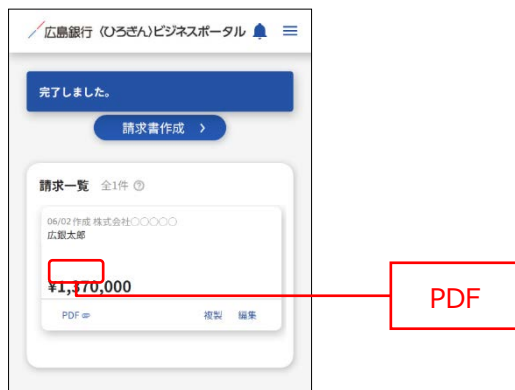 広島銀行〈ひろぎん〉ビジネスポータル
完了しました。
請求書作成 >
請求一覧 全1件 ?
06/02作成 株式会社〇〇〇〇〇
広銀太郎
¥1,370,000
PDF
複製 編集
PDF